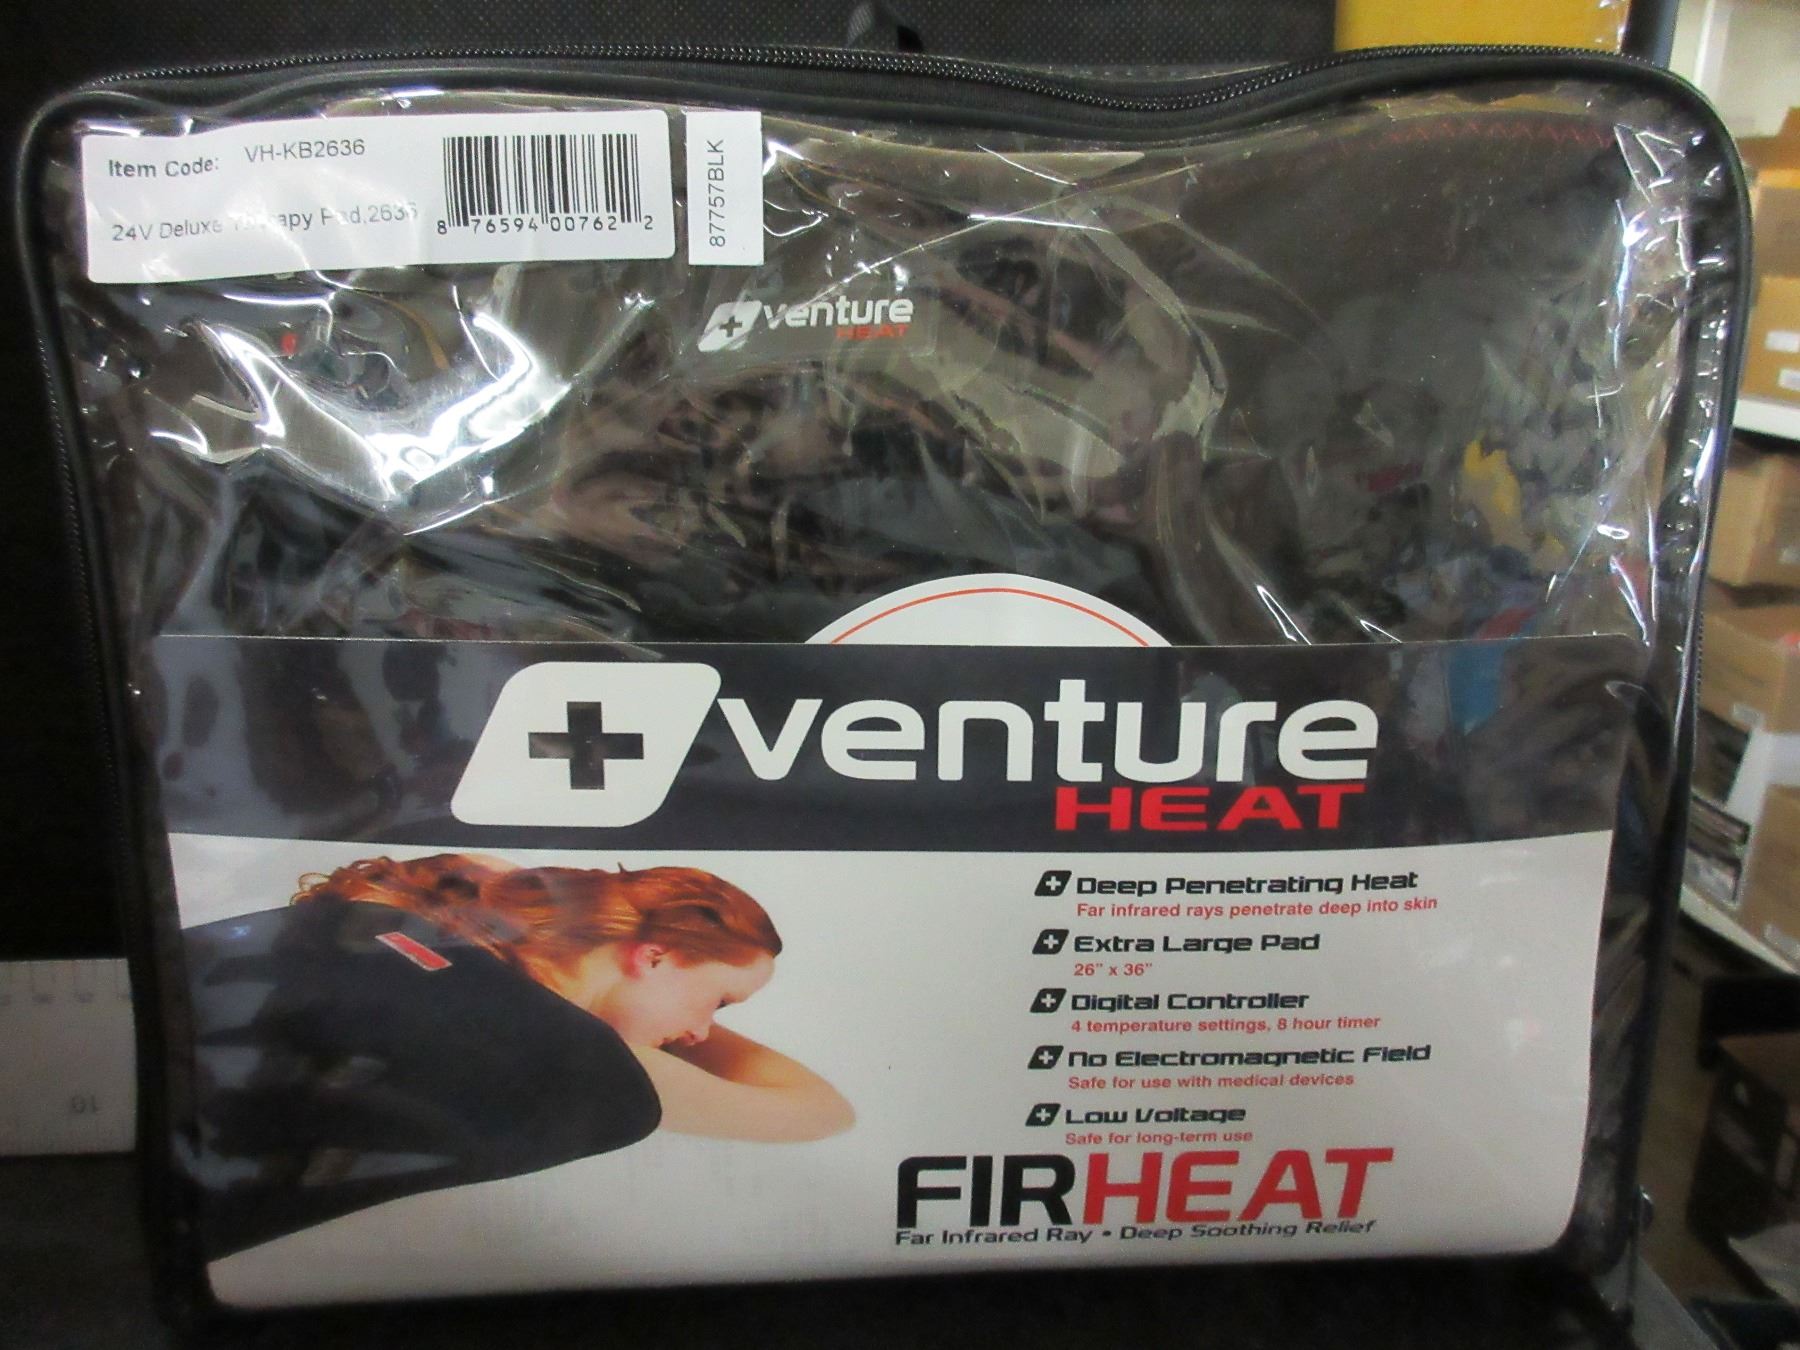 Item Code: VH-KB2636
24V Deluxe Therapy Pad,2636
8 76594 00762 2
87757BLK
venture
HEAT
venture
HEAT
Deep Penetrating Heat
Far infrared rays penetrate deep into skin
Extra Large Pad
26" x 36"
Digital Controller
4 temperature settings, 8 hour timer
No Electromagnetic Field
Safe for use with medical devices
Low Voltage
Safe for long-term use
FIRHEAT
Far Infrared Ray • Deep Soothing Relief
10